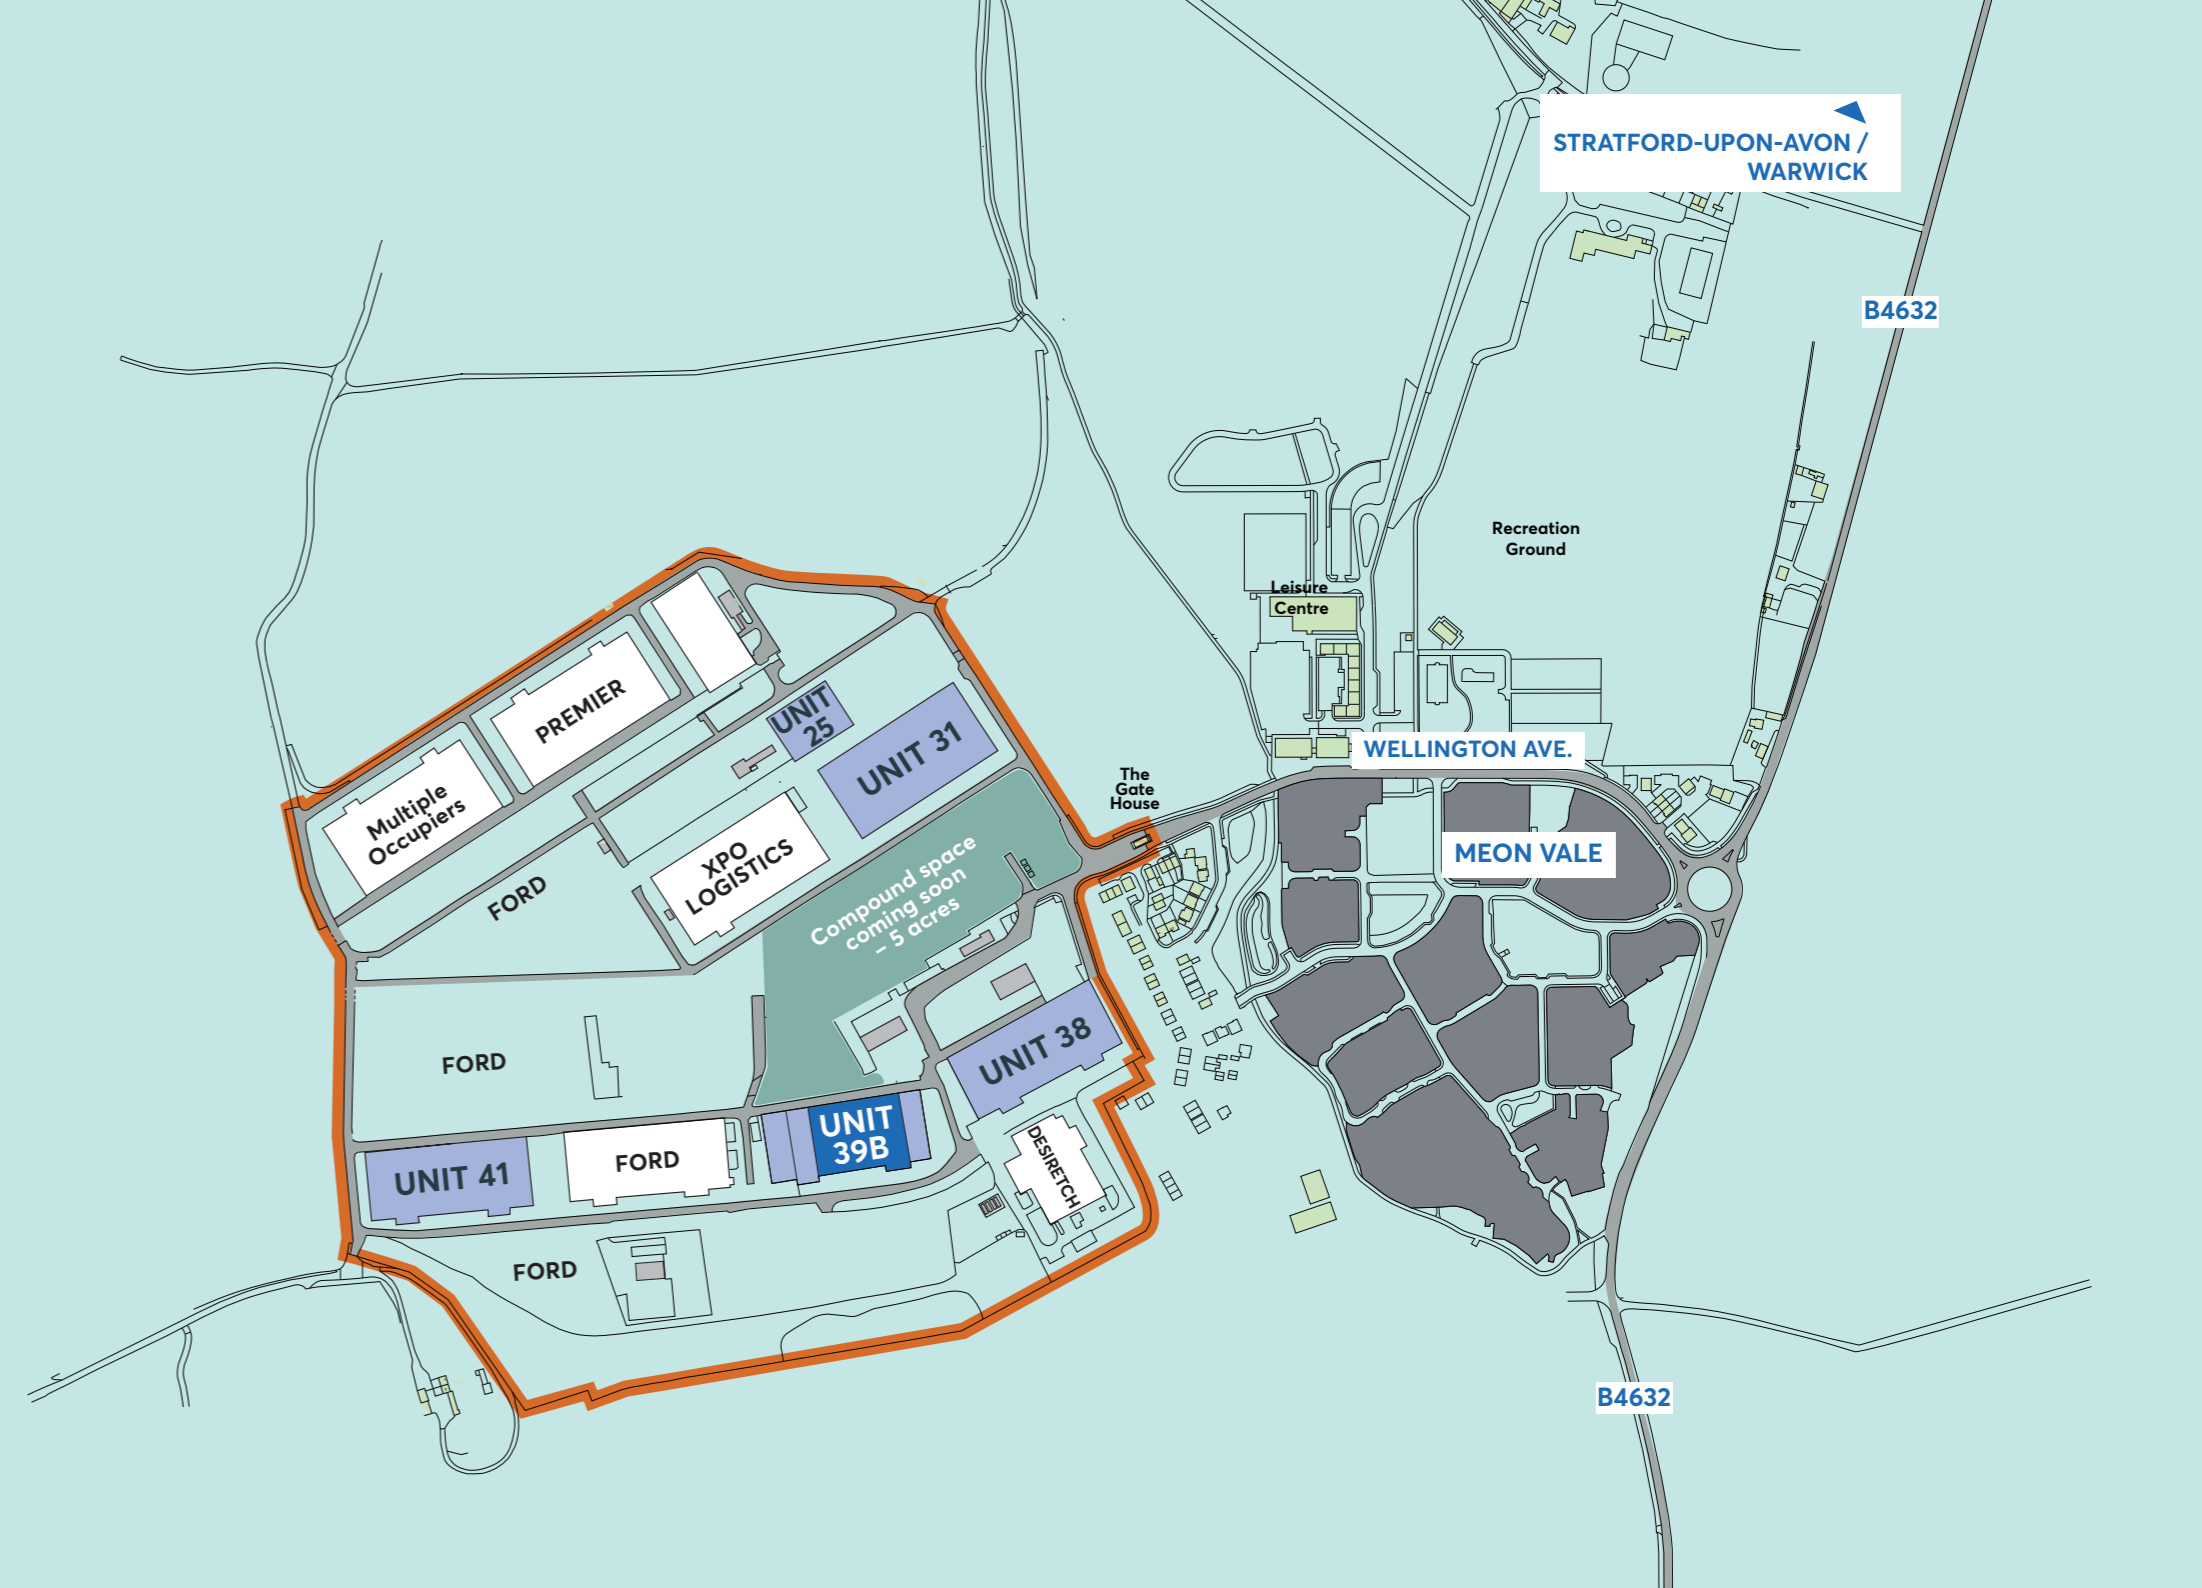 STRATFORD-UPON-AVON /
WARWICK
B4632
Recreation
Ground
Leisure
Centre
WELLINGTON AVE.
The
Gate
House
MEON VALE
PREMIER
UNIT
25
UNIT 31
Multiple
Occupiers
XPO
LOGISTICS
FORD
Compound space
coming soon
– 5 acres
FORD
UNIT 38
UNIT
39B
DESIRETCH
UNIT 41
FORD
FORD
B4632